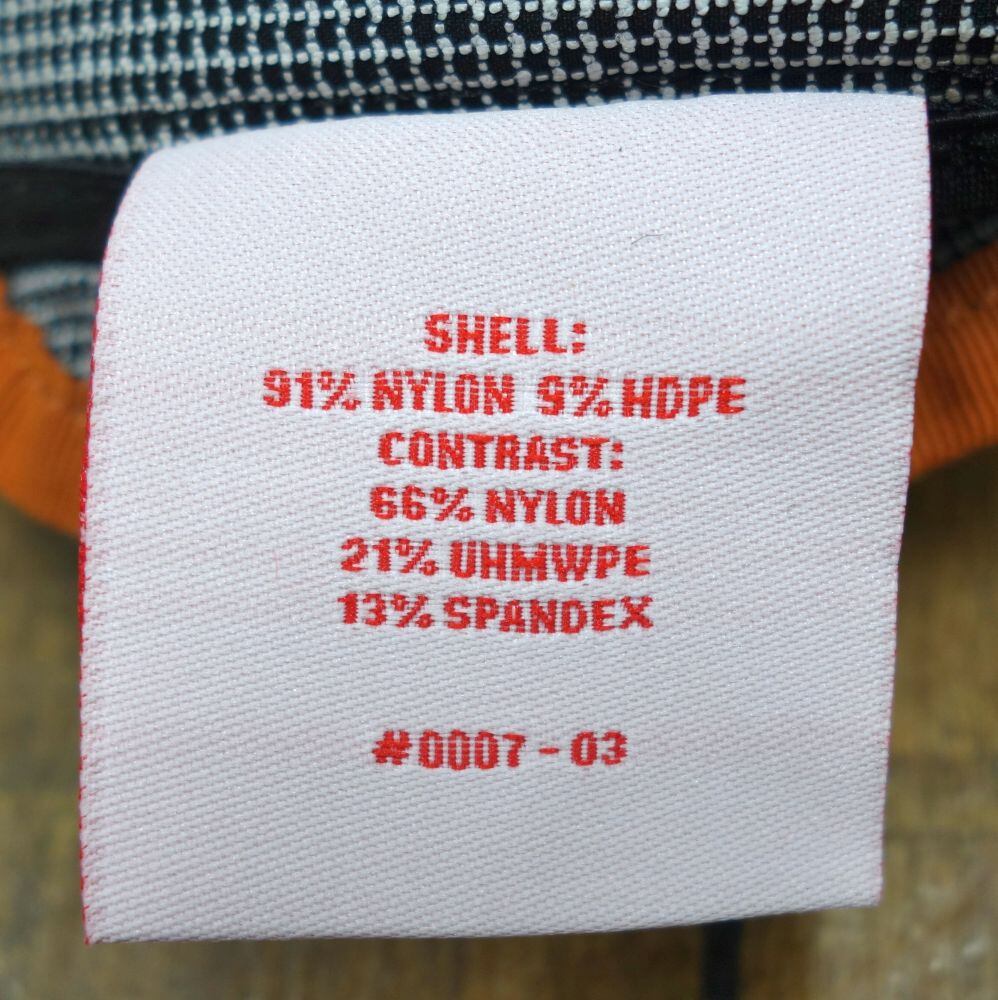 SHELL:
91% NYLON 9% HDPE
CONTRAST:
66% NYLON
21% UHMWPE
13% SPANDEX
#0007-03